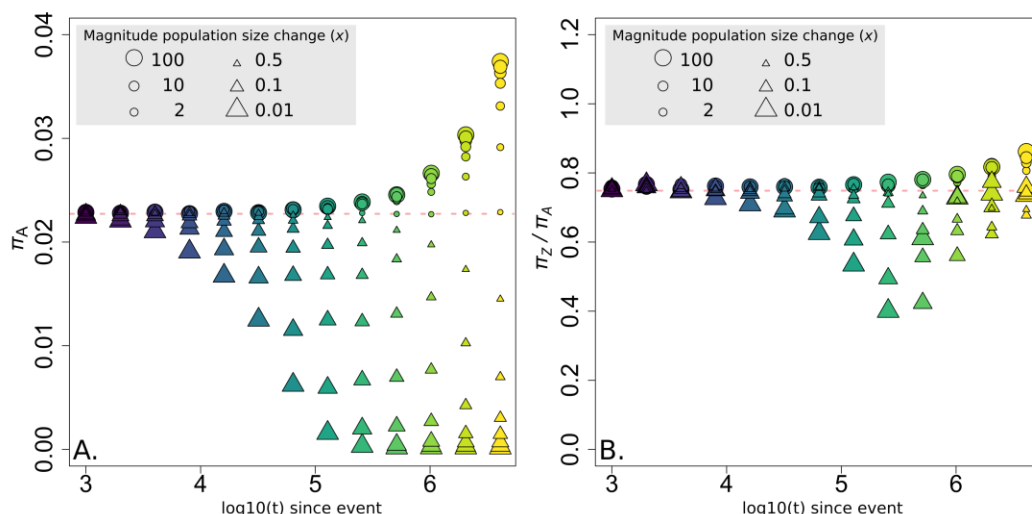 Magnitude population size change (x)
100 0.5
10 0.1
2 0.01
π_A
0.04
0.03
0.02
0.01
0.00
A.
3 4 5 6
log10(t) since event
Magnitude population size change (x)
100 0.5
10 0.1
2 0.01
π_Z / π_A
1.2
1.0
0.8
0.6
0.4
0.2
0.0
B.
3 4 5 6
log10(t) since event